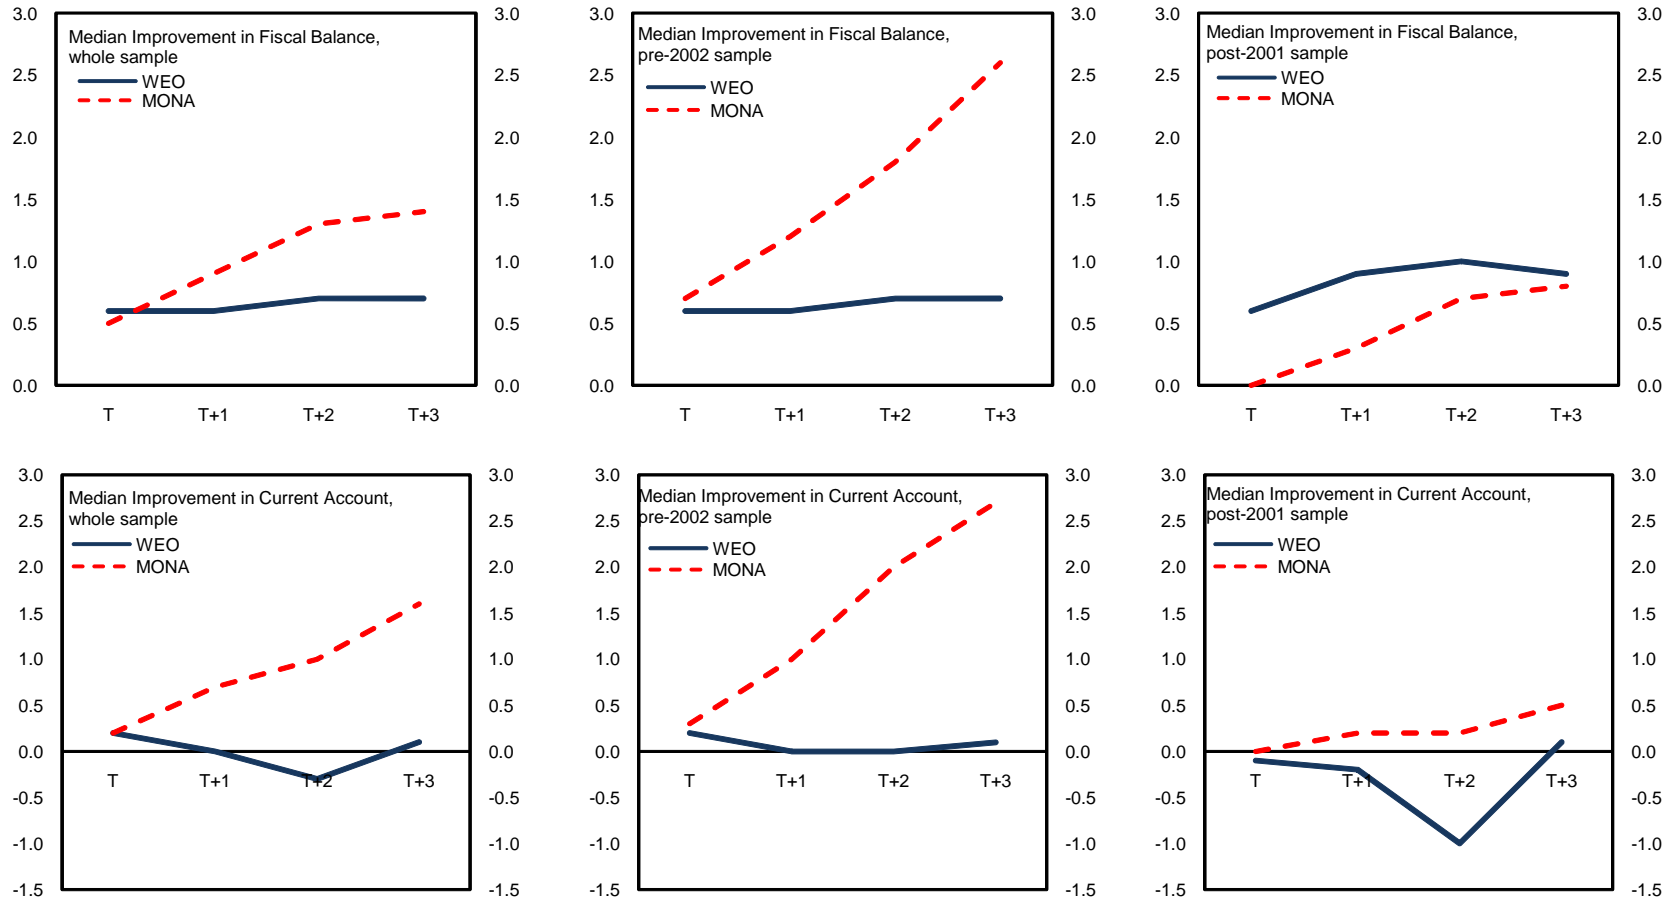 Median Improvement in Fiscal Balance,
whole sample
WEO
MONA
3.0 3.0
2.5 2.5
2.0 2.0
1.5 1.5
1.0 1.0
0.5 0.5
0.0 0.0
T T+1 T+2 T+3
Median Improvement in Fiscal Balance,
pre-2002 sample
WEO
MONA
3.0 3.0
2.5 2.5
2.0 2.0
1.5 1.5
1.0 1.0
0.5 0.5
0.0 0.0
T T+1 T+2 T+3
Median Improvement in Fiscal Balance,
post-2001 sample
WEO
MONA
3.0 3.0
2.5 2.5
2.0 2.0
1.5 1.5
1.0 1.0
0.5 0.5
0.0 0.0
T T+1 T+2 T+3
Median Improvement in Current Account,
whole sample
WEO
MONA
3.0 3.0
2.5 2.5
2.0 2.0
1.5 1.5
1.0 1.0
0.5 0.5
0.0 0.0
T T+1 T+2 T+3
-0.5 -0.5
-1.0 -1.0
-1.5 -1.5
Median Improvement in Current Account,
pre-2002 sample
WEO
MONA
3.0 3.0
2.5 2.5
2.0 2.0
1.5 1.5
1.0 1.0
0.5 0.5
0.0 0.0
T T+1 T+2 T+3
-0.5 -0.5
-1.0 -1.0
-1.5 -1.5
Median Improvement in Current Account,
post-2001 sample
WEO
MONA
3.0 3.0
2.5 2.5
2.0 2.0
1.5 1.5
1.0 1.0
0.5 0.5
0.0 0.0
T T+1 T+2 T+3
-0.5 -0.5
-1.0 -1.0
-1.5 -1.5